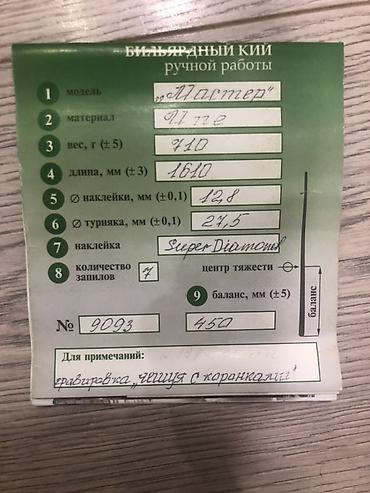 БИЛЬЯРДНЫЙ КИЙ
ручной работы
1 модель „Мастер"
2 материал Ипе
3 вес, г (±5) 710
4 длина, мм (±3) 1610
5 ⌀ наклейки, мм (±0,1) 12,8
6 ⌀ турняка, мм (±0,1) 27,5
7 наклейка Super Diamond
8 количество запилов 7
центр тяжести
9 баланс, мм (±5)
баланс
№ 9093 450
Для примечаний:
гравировка „чешуя с коронками"